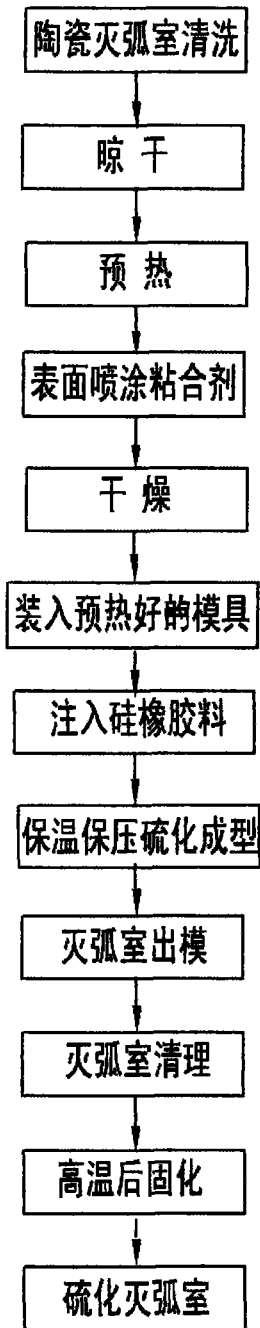 陶瓷灭弧室清洗
晾干
预热
表面喷涂粘合剂
干燥
装入预热好的模具
注入硅橡胶料
保温保压硫化成型
灭弧室出模
灭弧室清理
高温后固化
硫化灭弧室